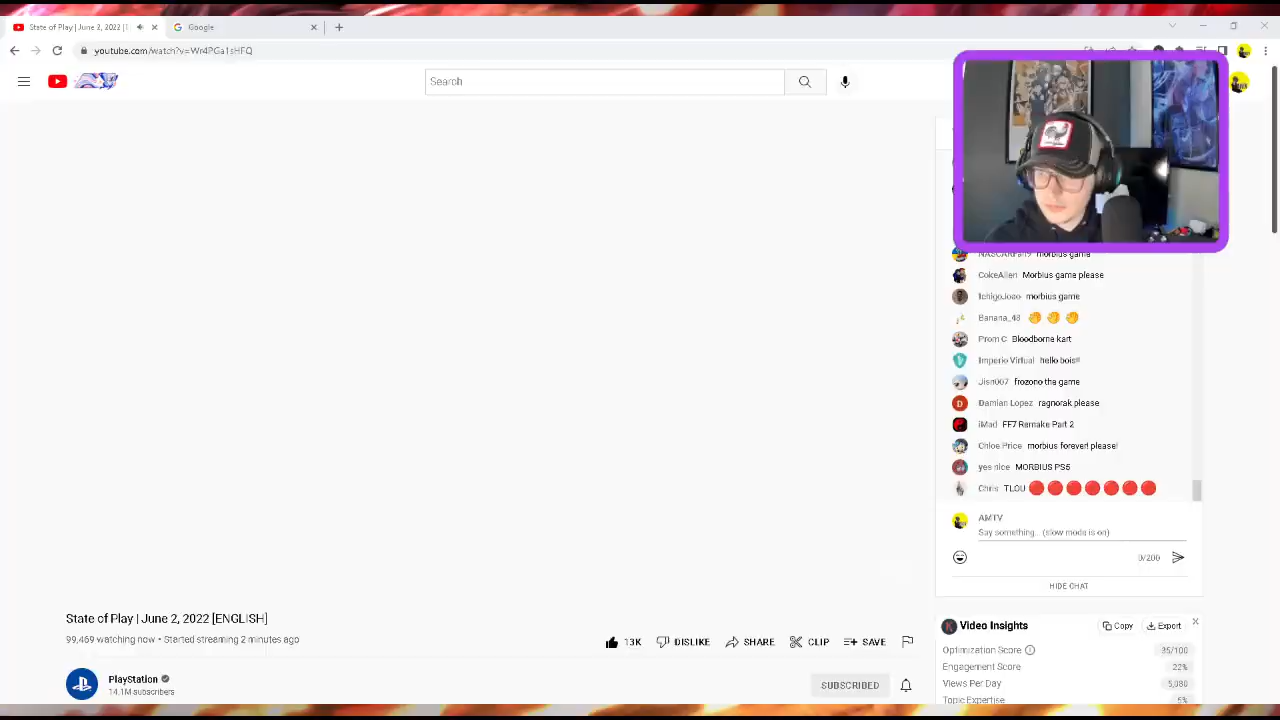 State of Play | June 2, 2022 [
Google
youtube.com/watch?v=Wr4PGa1sHFQ
Search
NASCARFan9 morbius game
CokeAlien Morbius game please
IchigoJoao morbius game
Banana_48 👏 👏 👏
Prom C Bloodborne kart
Imperio Virtual hello bois!!
frozono the game
Damian Lopez ragnorak please
iMad FF7 Remake Part 2
Chloe Price morbius forever! please!
yes nice MORBIUS PS5
Chris TLOU 🔴🔴🔴🔴🔴🔴🔴
AMTV
Say something... (slow mode is on)
0/200
HIDE CHAT
State of Play | June 2, 2022 [ENGLISH]
99,469 watching now • Started streaming 2 minutes ago
13K DISLIKE SHARE CLIP SAVE
PlayStation
14.1M subscribers
SUBSCRIBED
Video Insights Copy Export
Optimization Score 35/100
Engagement Score 22%
Views Per Day 5,080
Topic Expertise 5%